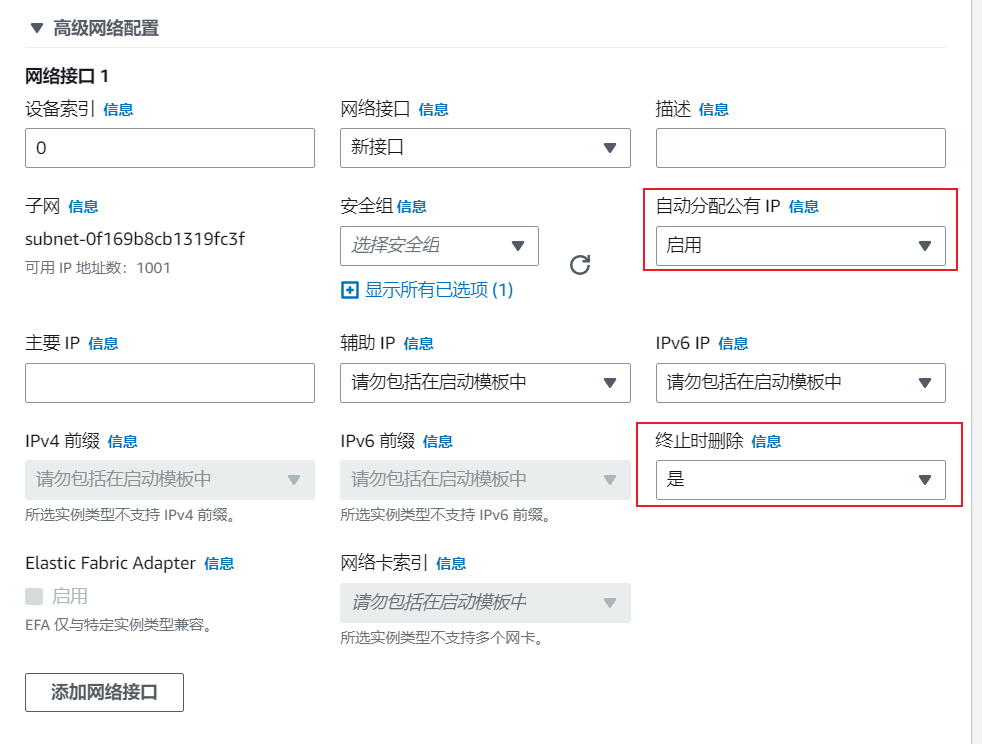 高级网络配置
网络接口 1
设备索引 信息
网络接口 信息
描述 信息
0
新接口
子网 信息
安全组 信息
自动分配公有 IP 信息
subnet-0f169b8cb1319fc3f
选择安全组
启用
可用 IP 地址数：1001
显示所有已选项 (1)
主要 IP 信息
辅助 IP 信息
IPv6 IP 信息
请勿包括在启动模板中
请勿包括在启动模板中
IPv4 前缀 信息
IPv6 前缀 信息
终止时删除 信息
请勿包括在启动模板中
请勿包括在启动模板中
是
所选实例类型不支持 IPv4 前缀。
所选实例类型不支持 IPv6 前缀。
Elastic Fabric Adapter 信息
网络卡索引 信息
启用
请勿包括在启动模板中
EFA 仅与特定实例类型兼容。
所选实例类型不支持多个网卡。
添加网络接口